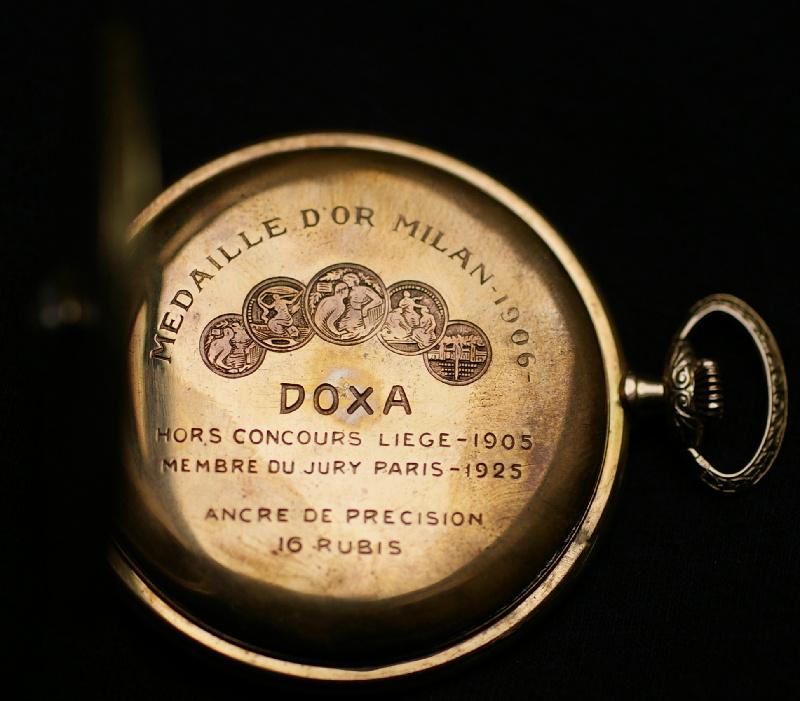 MEDAILLE D'OR MILAN-1906-
DOXA
HORS CONCOURS LIEGE-1905
MEMBRE DU JURY PARIS-1925
ANCRE DE PRECISION
16 RUBIS